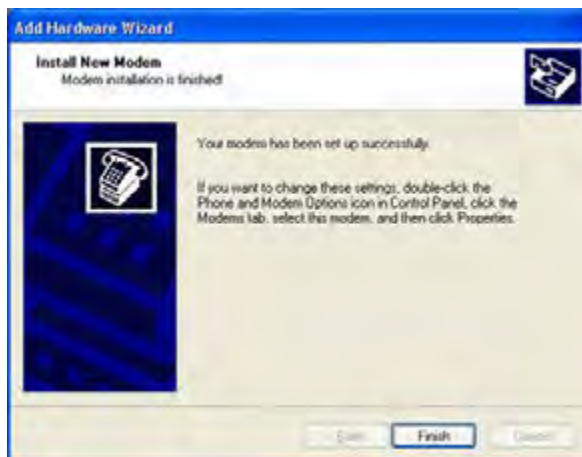 Add Hardware Wizard
Install New Modem
Modem installation is finished!
Your modem has been set up successfully.
If you want to change these settings, double-click the
Phone and Modem Options icon in Control Panel, click the
Modems tab, select this modem, and then click Properties.
Finish